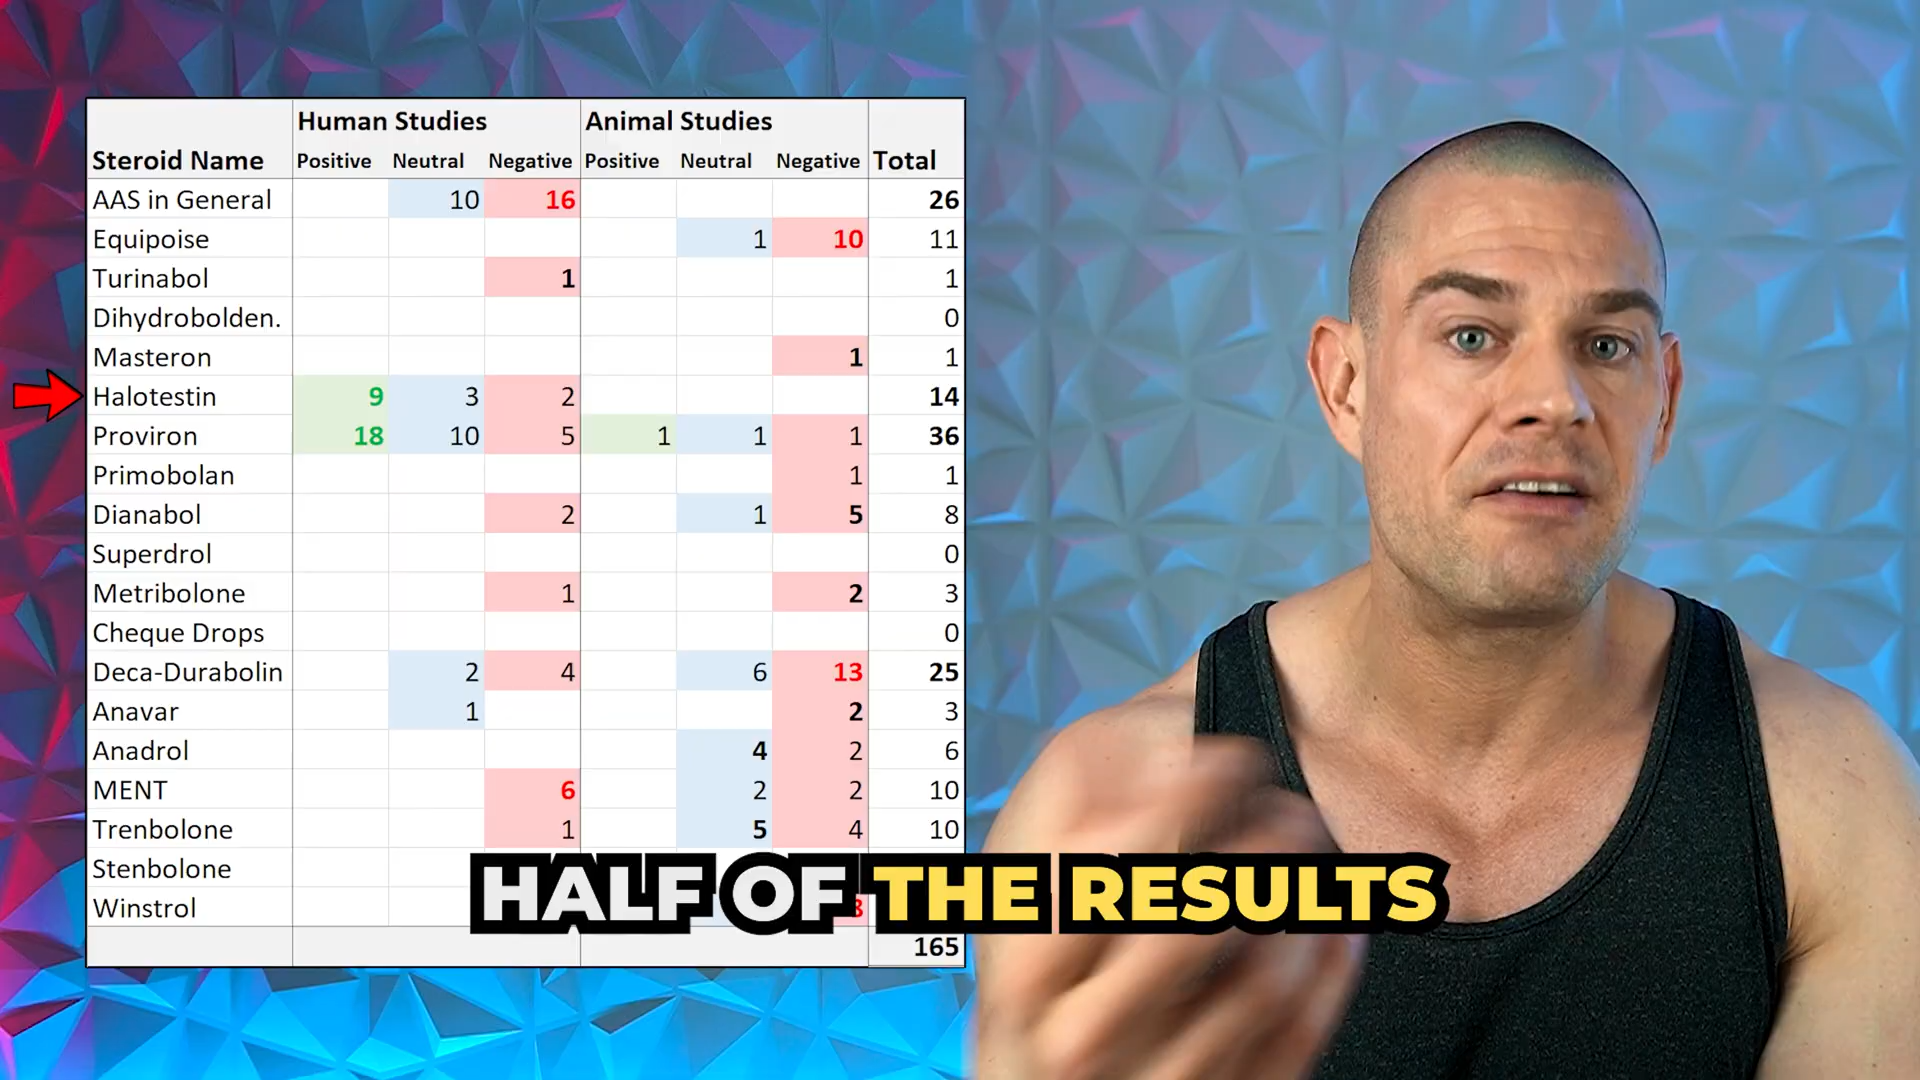 Human Studies Animal Studies
Steroid Name Positive Neutral Negative Positive Neutral Negative Total
AAS in General 10 16 26
Equipoise 1 10 11
Turinabol 1 1
Dihydrobolden. 0
Masteron 1 1
Halotestin 9 3 2 14
Proviron 18 10 5 1 1 1 36
Primobolan 1 1
Dianabol 2 1 5 8
Superdrol 0
Metribolone 1 2 3
Cheque Drops 0
Deca-Durabolin 2 4 6 13 25
Anavar 1 2 3
Anadrol 4 2 6
MENT 6 2 2 10
Trenbolone 1 5 4 10
Stenbolone
Winstrol
165
HALF OF THE RESULTS